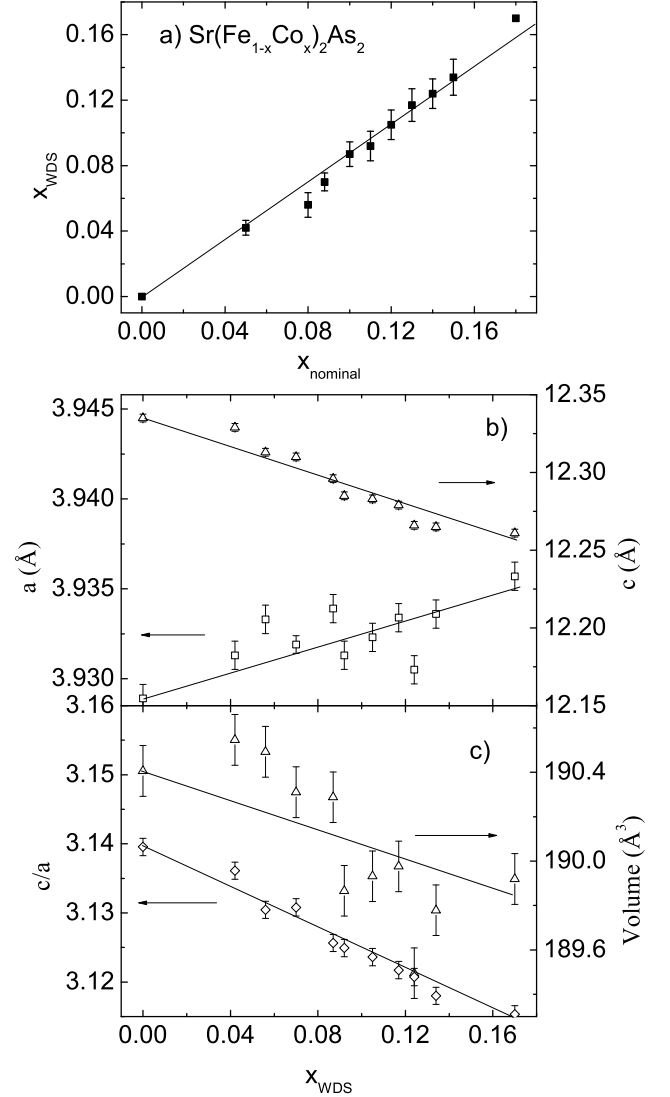 a) Sr(Fe1-xCox)2As2
0.16
0.12
0.08
0.04
0.00
xWDS
0.00 0.04 0.08 0.12 0.16
xnominal
b)
3.945
3.940
3.935
3.930
a (Å)
12.35
12.30
12.25
12.20
12.15
c (Å)
c)
3.16
3.15
3.14
3.13
3.12
c/a
190.4
190.0
189.6
Volume (Å3)
0.00 0.04 0.08 0.12 0.16
xWDS